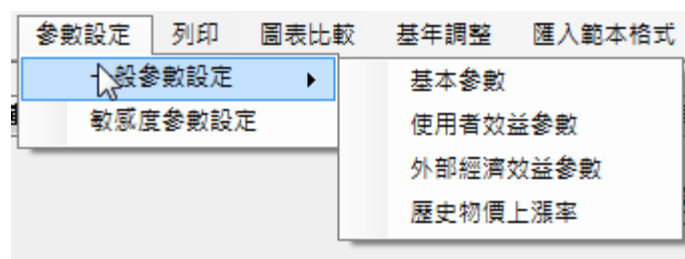 參數設定 列印 圖表比較 基年調整 匯入範本格式
一般參數設定
敏感度參數設定
基本參數
使用者效益參數
外部經濟效益參數
歷史物價上漲率